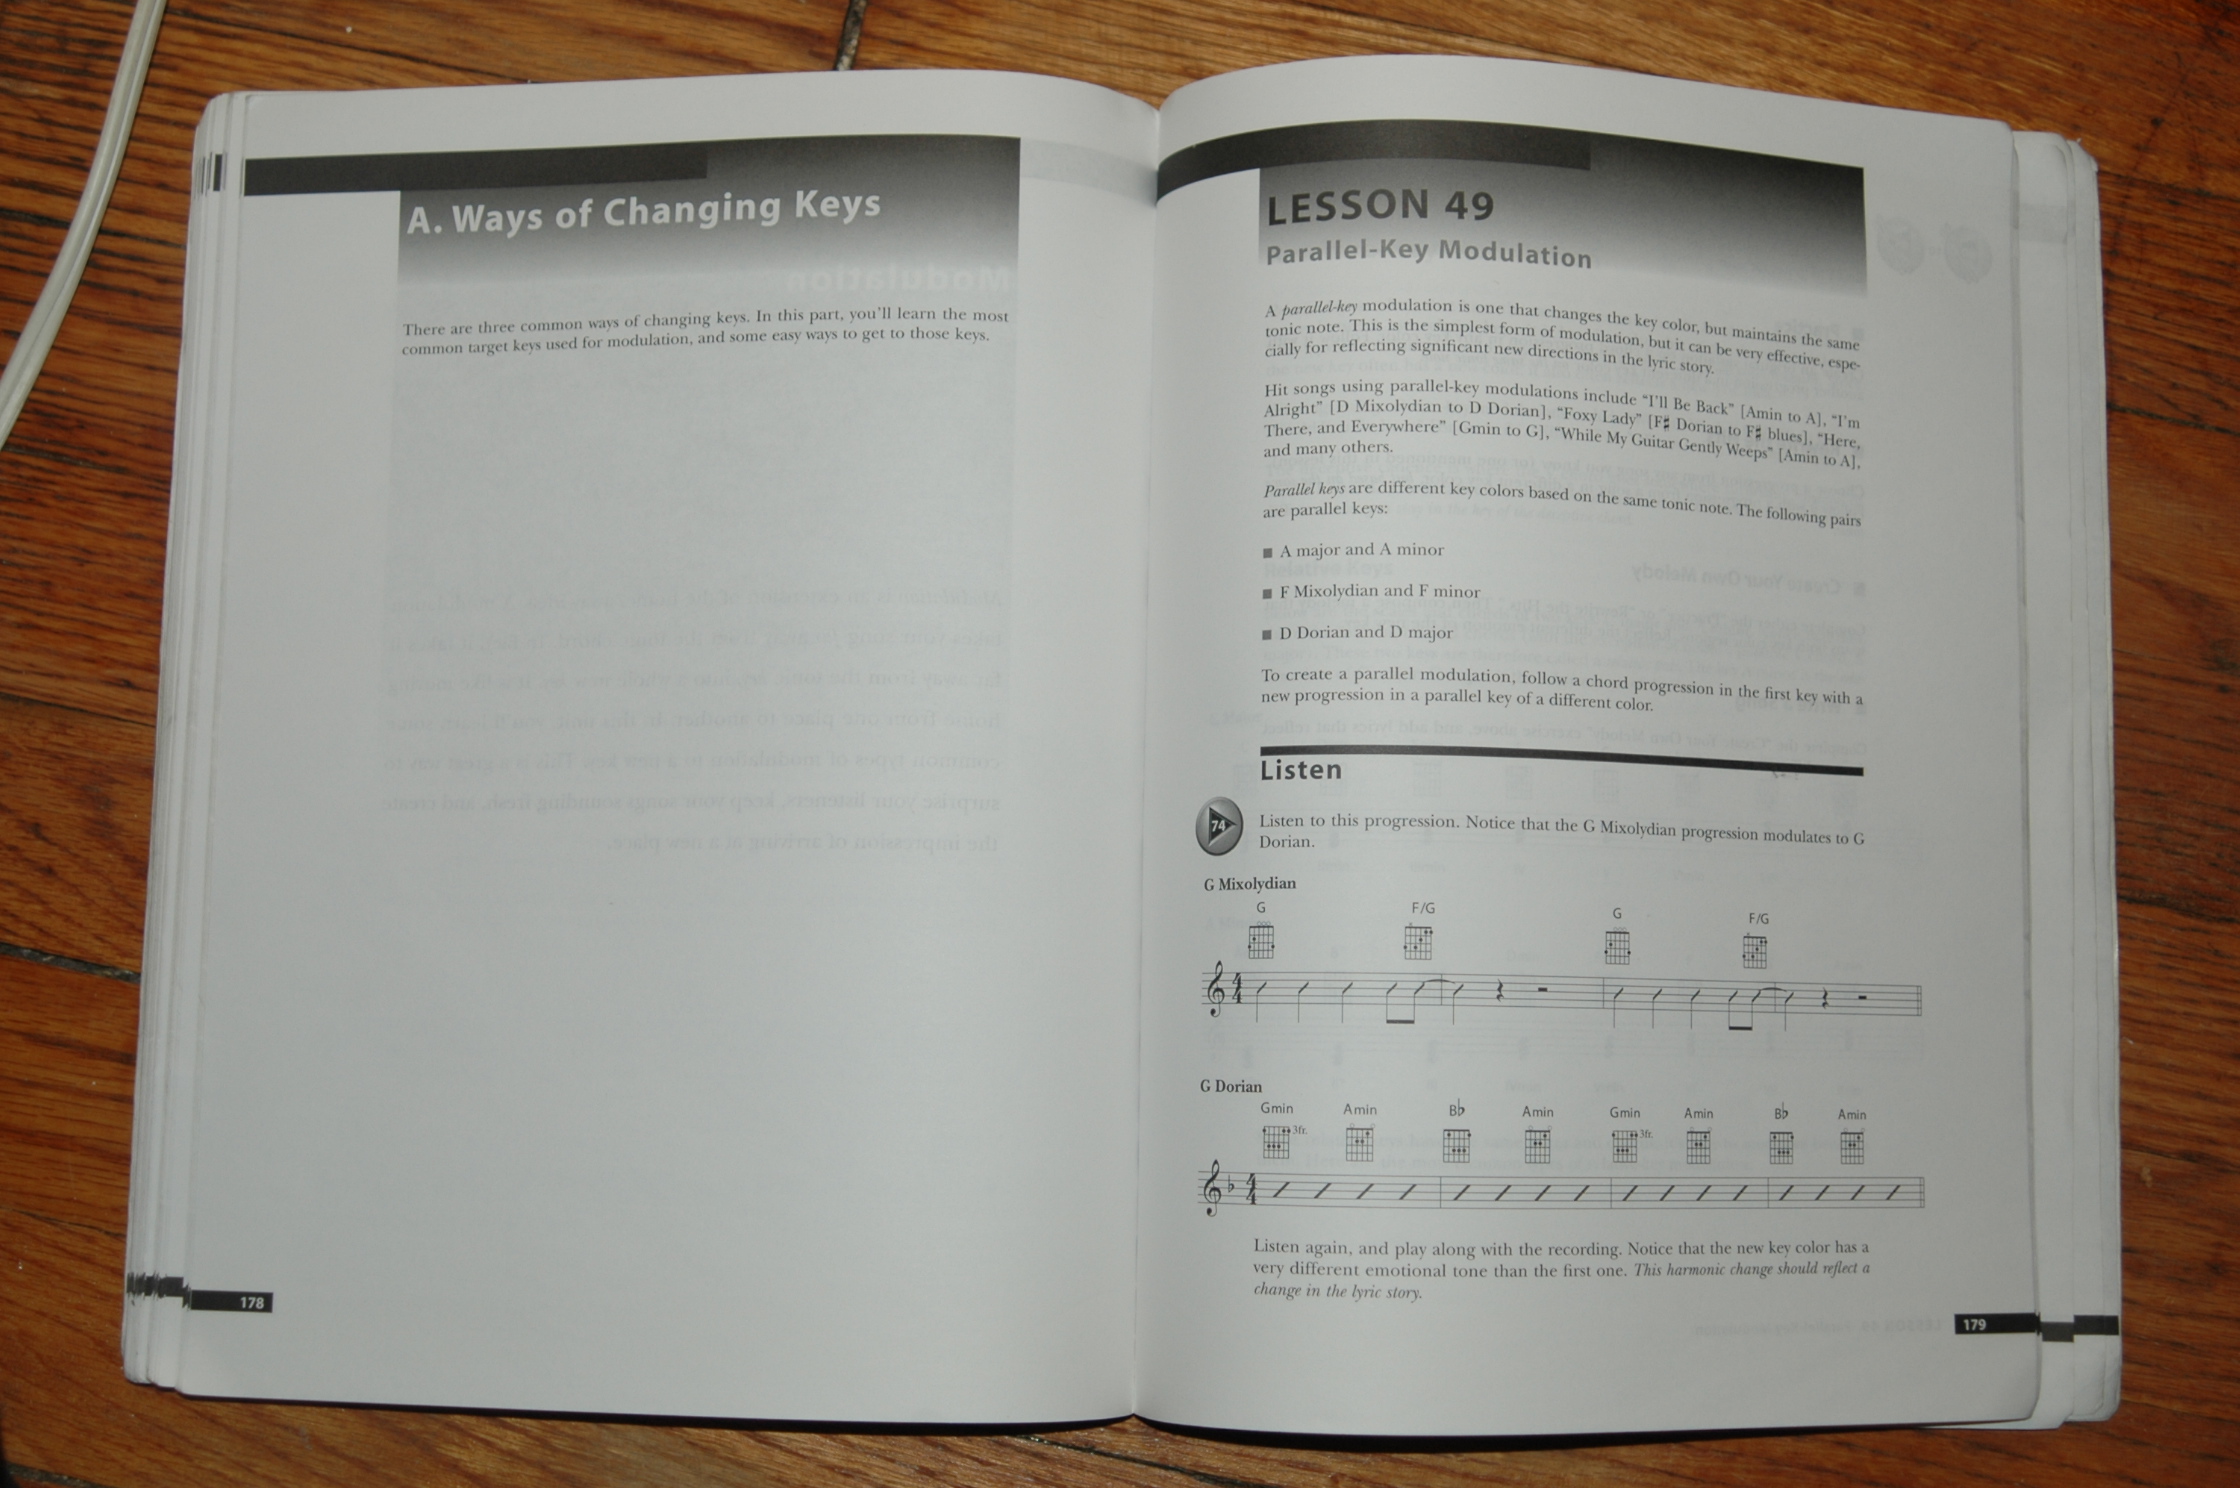 A. Ways of Changing Keys
There are three common ways of changing keys. In this part, you'll learn the most
common target keys used for modulation, and some easy ways to get to those keys.
178
LESSON 49
Parallel-Key Modulation
A parallel-key modulation is one that changes the key color, but maintains the same
tonic note. This is the simplest form of modulation, but it can be very effective, espe-
cially for reflecting significant new directions in the lyric story.
Hit songs using parallel-key modulations include “I'll Be Back” [Amin to A], “I'm
Alright” [D Mixolydian to D Dorian], “Foxy Lady” [F♯ Dorian to F♯ blues], “Here,
There, and Everywhere” [Gmin to G], “While My Guitar Gently Weeps” [Amin to A],
and many others.
Parallel keys are different key colors based on the same tonic note. The following pairs
are parallel keys:
■ A major and A minor
■ F Mixolydian and F minor
■ D Dorian and D major
To create a parallel modulation, follow a chord progression in the first key with a
new progression in a parallel key of a different color.
Listen
74
Listen to this progression. Notice that the G Mixolydian progression modulates to G
Dorian.
G Mixolydian
G F/G G F/G
G Dorian
Gmin Amin B♭ Amin Gmin Amin B♭ Amin
3fr. 3fr.
Listen again, and play along with the recording. Notice that the new key color has a
very different emotional tone than the first one. This harmonic change should reflect a
change in the lyric story.
179